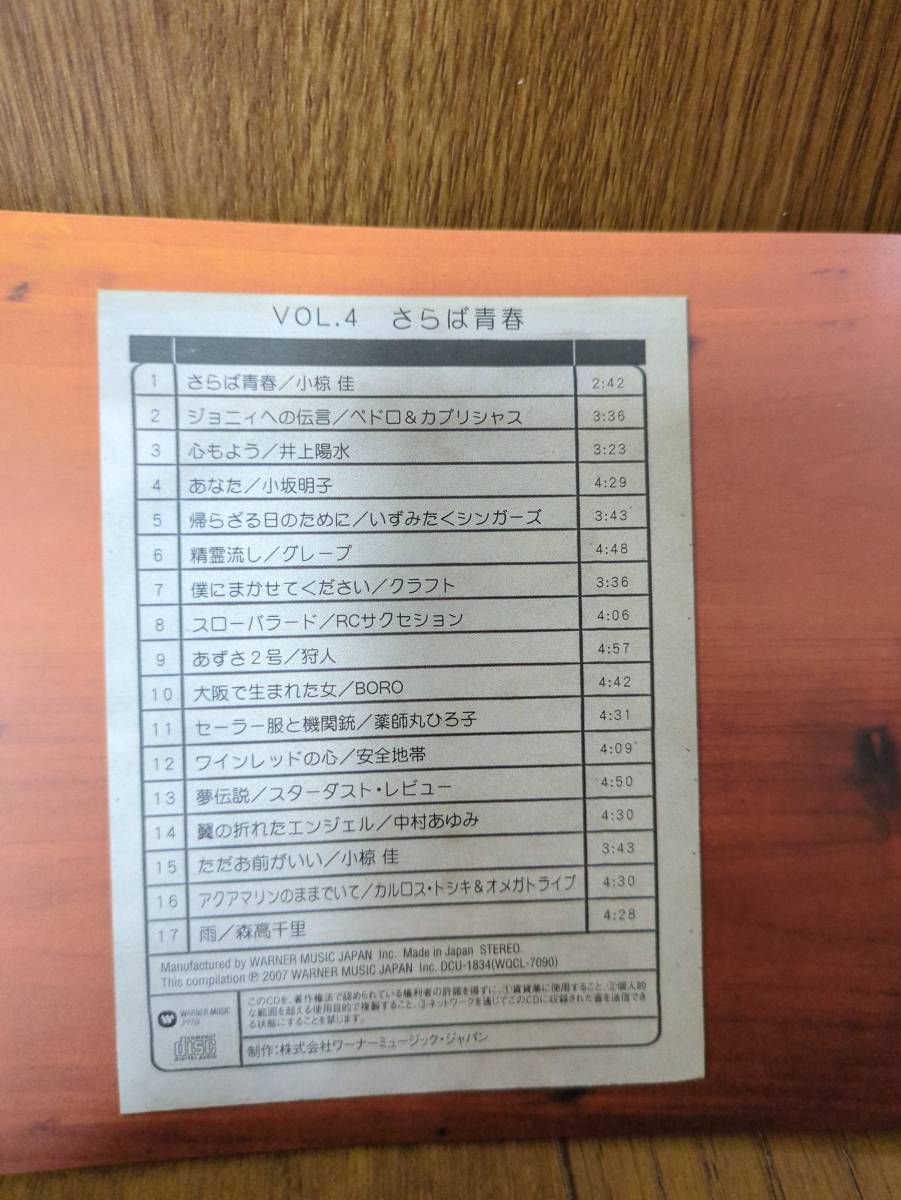 VOL.4 さらば青春
1 さらば青春/小椋 佳 2:42
2 ジョニィへの伝言/ペドロ&カプリシャス 3:36
3 心もよう/井上陽水 3:23
4 あなた/小坂明子 4:29
5 帰らざる日のために/いずみたくシンガーズ 3:43
6 精霊流し/グレープ 4:48
7 僕にまかせてください/クラフト 3:36
8 スローバラード/RCサクセション 4:06
9 あずさ2号/狩人 4:57
10 大阪で生まれた女/BORO 4:42
11 セーラー服と機関銃/薬師丸ひろ子 4:31
12 ワインレッドの心/安全地帯 4:09
13 夢伝説/スターダスト・レビュー 4:50
14 翼の折れたエンジェル/中村あゆみ 4:30
15 ただお前がいい/小椋 佳 3:43
16 アクアマリンのままでいて/カルロス・トシキ&オメガトライブ 4:30
17 雨/森高千里 4:28
Manufactured by WARNER MUSIC JAPAN Inc. Made in Japan STEREO.
This compilation ℗ 2007 WARNER MUSIC JAPAN Inc. DCU-1834(WQCL-7090)
WARNER MUSIC
JAPAN
このCDを、著作権法で認められている権利者の許諾を得ずに、①賃貸業に使用すること、②個人的
な範囲を超える使用目的で複製すること、③ネットワークを通じてこのCDに収録された音を送信でき
る状態にすることを禁じます。
COMPACT
disc
DIGITAL AUDIO
制作:株式会社ワーナーミュージック・ジャパン